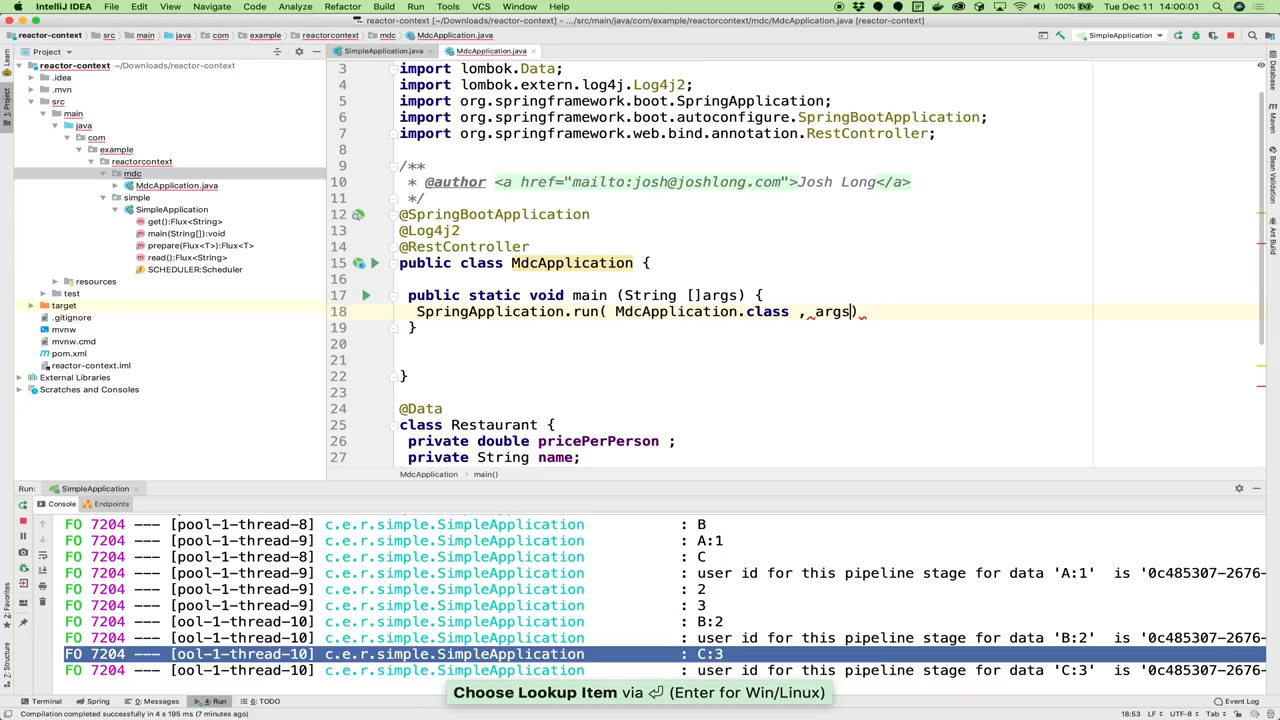 IntelliJ IDEA File Edit View Navigate Code Analyze Refactor Build Run Tools VCS Window Help 100% Tue Dec 11 14:00:01
reactor-context [~/Downloads/reactor-context] - .../src/main/java/com/example/reactorcontext/mdc/MdcApplication.java [reactor-context]
reactor-context src main java com example reactorcontext mdc MdcApplication.java SimpleApplication
Project SimpleApplication.java MdcApplication.java
reactor-context ~/Downloads/reactor-context
.idea
.mvn
src
main
java
com
example
reactorcontext
mdc
MdcApplication.java
simple
SimpleApplication
get():Flux<String>
main(String[]):void
prepare(Flux<T>):Flux<T>
read():Flux<String>
SCHEDULER:Scheduler
resources
test
target
.gitignore
mvnw
mvnw.cmd
pom.xml
reactor-context.iml
External Libraries
Scratches and Consoles
3 import lombok.Data;
4 import lombok.extern.log4j.Log4j2;
5 import org.springframework.boot.SpringApplication;
6 import org.springframework.boot.autoconfigure.SpringBootApplication;
7 import org.springframework.web.bind.annotation.RestController;
8
9 /**
10 * @author <a href="mailto:josh@joshlong.com">Josh Long</a>
11 */
12 @SpringBootApplication
13 @Log4j2
14 @RestController
15 public class MdcApplication {
16
17 public static void main (String []args) {
18 SpringApplication.run( MdcApplication.class , args)
19 }
20
21
22 }
23
24 @Data
25 class Restaurant {
26 private double pricePerPerson ;
27 private String name;
MdcApplication main()
Learn
1: Project
2: Favorites
7: Structure
Database
Maven
Bean Validation
Ant Build
Run: SimpleApplication
Console Endpoints
FO 7204 --- [pool-1-thread-8] c.e.r.simple.SimpleApplication : B
FO 7204 --- [pool-1-thread-9] c.e.r.simple.SimpleApplication : A:1
FO 7204 --- [pool-1-thread-8] c.e.r.simple.SimpleApplication : C
FO 7204 --- [pool-1-thread-9] c.e.r.simple.SimpleApplication : user id for this pipeline stage for data 'A:1' is '0c485307-2676-
FO 7204 --- [pool-1-thread-9] c.e.r.simple.SimpleApplication : 2
FO 7204 --- [pool-1-thread-9] c.e.r.simple.SimpleApplication : 3
FO 7204 --- [ool-1-thread-10] c.e.r.simple.SimpleApplication : B:2
FO 7204 --- [ool-1-thread-10] c.e.r.simple.SimpleApplication : user id for this pipeline stage for data 'B:2' is '0c485307-2676-
FO 7204 --- [ool-1-thread-10] c.e.r.simple.SimpleApplication : C:3
FO 7204 --- [ool-1-thread-10] c.e.r.simple.SimpleApplication : user id for this pipeline stage for data 'C:3' is '0c485307-2676-
Choose Lookup Item via ⏎ (Enter for Win/Linux)
Terminal Spring 0: Messages 4: Run 6: TODO Event Log
Compilation completed successfully in 4 s 195 ms (7 minutes ago) 18:53 LF UTF-8 Tab